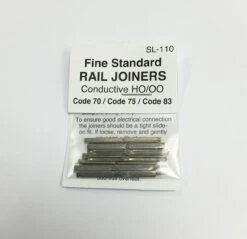 SL-110
Fine Standard
RAIL JOINERS
Conductive HO/OO
Code 70 / Code 75 / Code 83
To ensure good electrical connection
the joiners should be a tight slide-
on fit. If loose, remove and gently